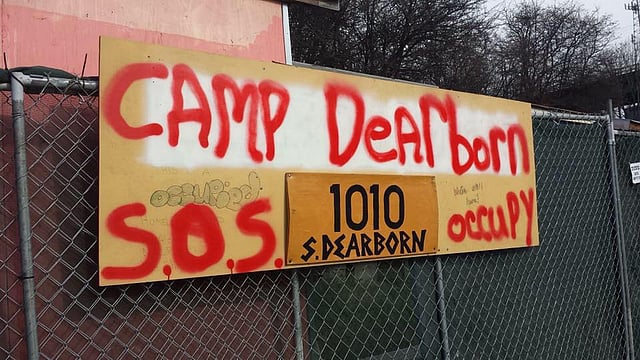 CAMP DeArborn
occupied
S.O.S.
1010
S. DEARBORN
occuPY